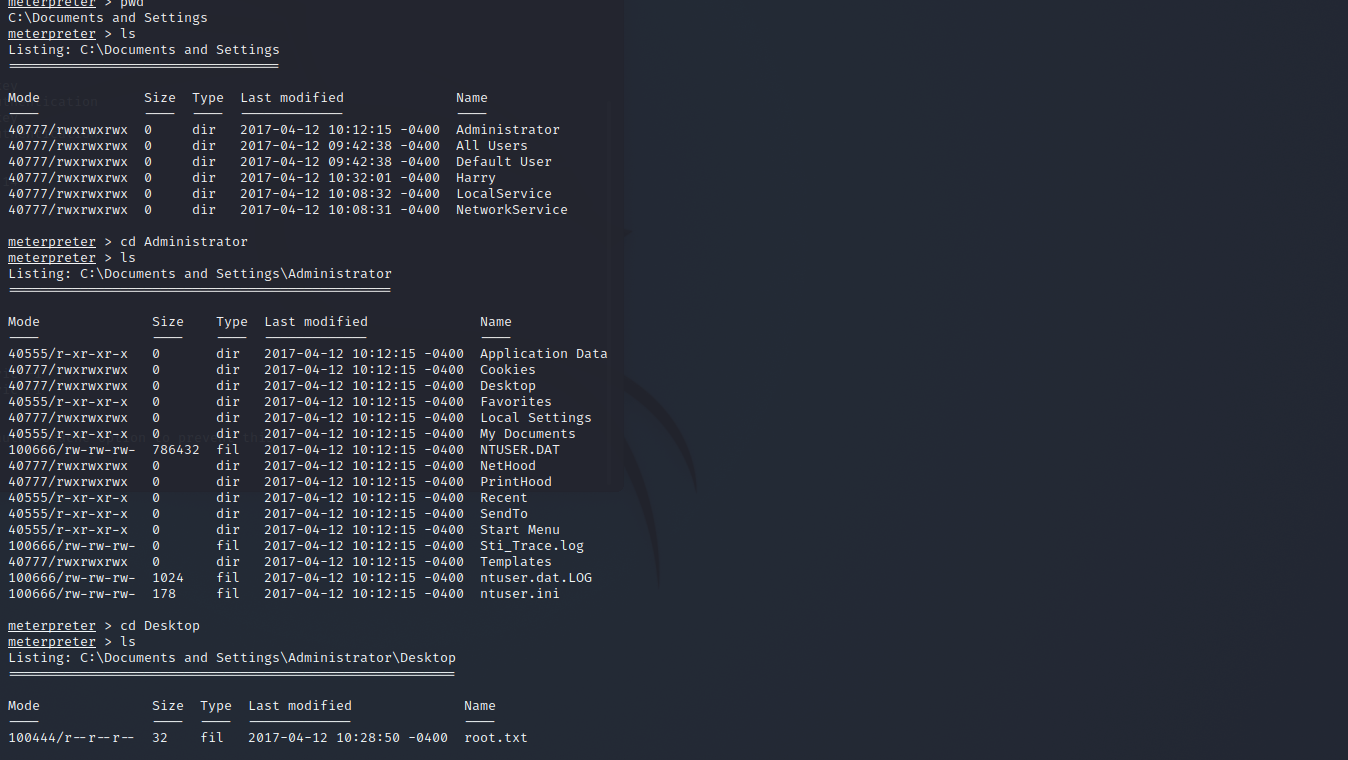 meterpreter > pwd
C:\Documents and Settings
meterpreter > ls
Listing: C:\Documents and Settings
==================================
Mode Size Type Last modified Name
---- ---- ---- ------------- ----
40777/rwxrwxrwx 0 dir 2017-04-12 10:12:15 -0400 Administrator
40777/rwxrwxrwx 0 dir 2017-04-12 09:42:38 -0400 All Users
40777/rwxrwxrwx 0 dir 2017-04-12 09:42:38 -0400 Default User
40777/rwxrwxrwx 0 dir 2017-04-12 10:32:01 -0400 Harry
40777/rwxrwxrwx 0 dir 2017-04-12 10:08:32 -0400 LocalService
40777/rwxrwxrwx 0 dir 2017-04-12 10:08:31 -0400 NetworkService
meterpreter > cd Administrator
meterpreter > ls
Listing: C:\Documents and Settings\Administrator
================================================
Mode Size Type Last modified Name
---- ---- ---- ------------- ----
40555/r-xr-xr-x 0 dir 2017-04-12 10:12:15 -0400 Application Data
40777/rwxrwxrwx 0 dir 2017-04-12 10:12:15 -0400 Cookies
40777/rwxrwxrwx 0 dir 2017-04-12 10:12:15 -0400 Desktop
40555/r-xr-xr-x 0 dir 2017-04-12 10:12:15 -0400 Favorites
40777/rwxrwxrwx 0 dir 2017-04-12 10:12:15 -0400 Local Settings
40555/r-xr-xr-x 0 dir 2017-04-12 10:12:15 -0400 My Documents
100666/rw-rw-rw- 786432 fil 2017-04-12 10:12:15 -0400 NTUSER.DAT
40777/rwxrwxrwx 0 dir 2017-04-12 10:12:15 -0400 NetHood
40777/rwxrwxrwx 0 dir 2017-04-12 10:12:15 -0400 PrintHood
40555/r-xr-xr-x 0 dir 2017-04-12 10:12:15 -0400 Recent
40555/r-xr-xr-x 0 dir 2017-04-12 10:12:15 -0400 SendTo
40555/r-xr-xr-x 0 dir 2017-04-12 10:12:15 -0400 Start Menu
100666/rw-rw-rw- 0 fil 2017-04-12 10:12:15 -0400 Sti_Trace.log
40777/rwxrwxrwx 0 dir 2017-04-12 10:12:15 -0400 Templates
100666/rw-rw-rw- 1024 fil 2017-04-12 10:12:15 -0400 ntuser.dat.LOG
100666/rw-rw-rw- 178 fil 2017-04-12 10:12:15 -0400 ntuser.ini
meterpreter > cd Desktop
meterpreter > ls
Listing: C:\Documents and Settings\Administrator\Desktop
========================================================
Mode Size Type Last modified Name
---- ---- ---- ------------- ----
100444/r--r--r-- 32 fil 2017-04-12 10:28:50 -0400 root.txt